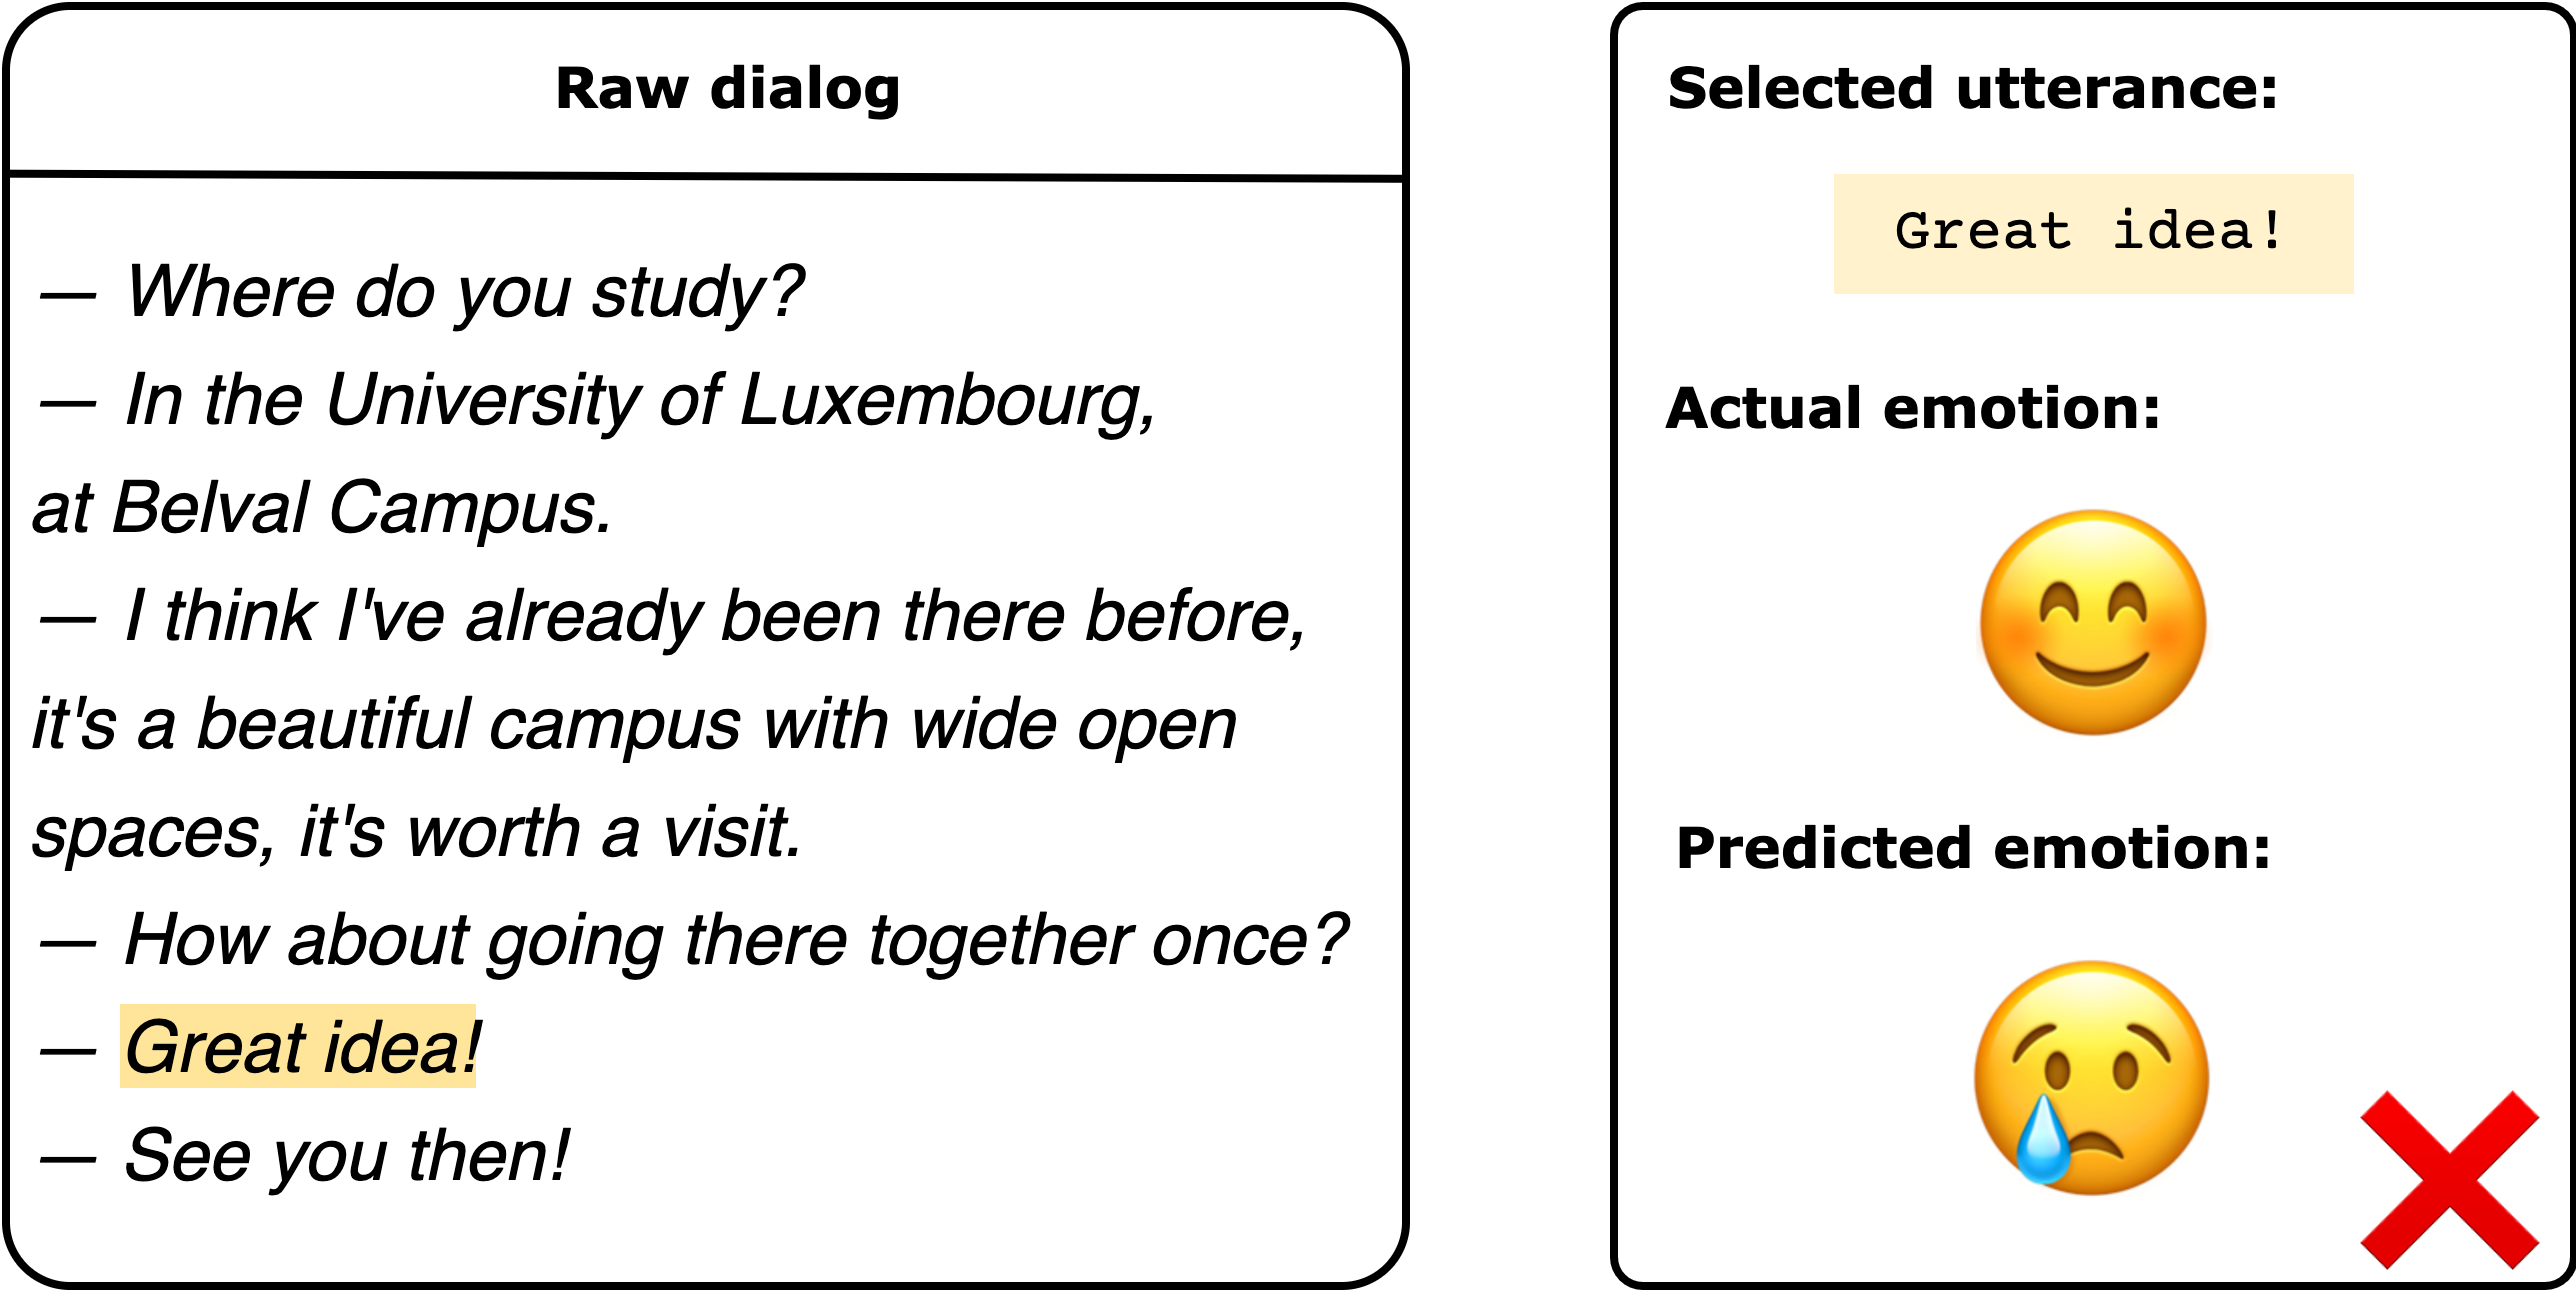 Raw dialog
— Where do you study?
— In the University of Luxembourg,
at Belval Campus.
— I think I've already been there before,
it's a beautiful campus with wide open
spaces, it's worth a visit.
— How about going there together once?
— Great idea!
— See you then!
Selected utterance:
Great idea!
Actual emotion:
Predicted emotion: